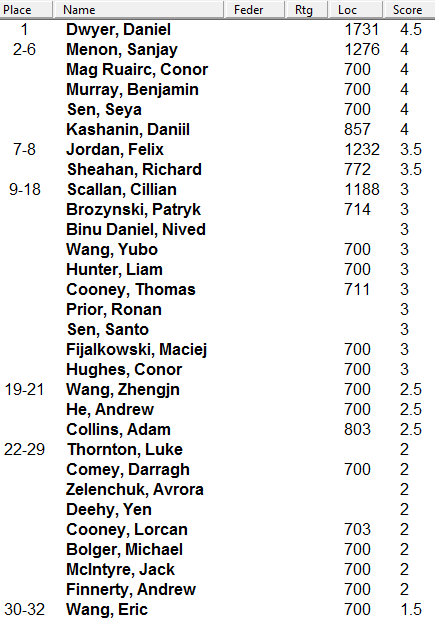 Place Name Feder Rtg Loc Score
1 Dwyer, Daniel 1731 4.5
2-6 Menon, Sanjay 1276 4
Mag Ruairc, Conor 700 4
Murray, Benjamin 700 4
Sen, Seya 700 4
Kashanin, Daniil 857 4
7-8 Jordan, Felix 1232 3.5
Sheahan, Richard 772 3.5
9-18 Scallan, Cillian 1188 3
Brozynski, Patryk 714 3
Binu Daniel, Nived 3
Wang, Yubo 700 3
Hunter, Liam 700 3
Cooney, Thomas 711 3
Prior, Ronan 3
Sen, Santo 3
Fijalkowski, Maciej 700 3
Hughes, Conor 700 3
19-21 Wang, Zhengjn 700 2.5
He, Andrew 700 2.5
Collins, Adam 803 2.5
22-29 Thornton, Luke 2
Comey, Darragh 700 2
Zelenchuk, Avrora 2
Deehy, Yen 2
Cooney, Lorcan 703 2
Bolger, Michael 700 2
McIntyre, Jack 700 2
Finnerty, Andrew 700 2
30-32 Wang, Eric 700 1.5